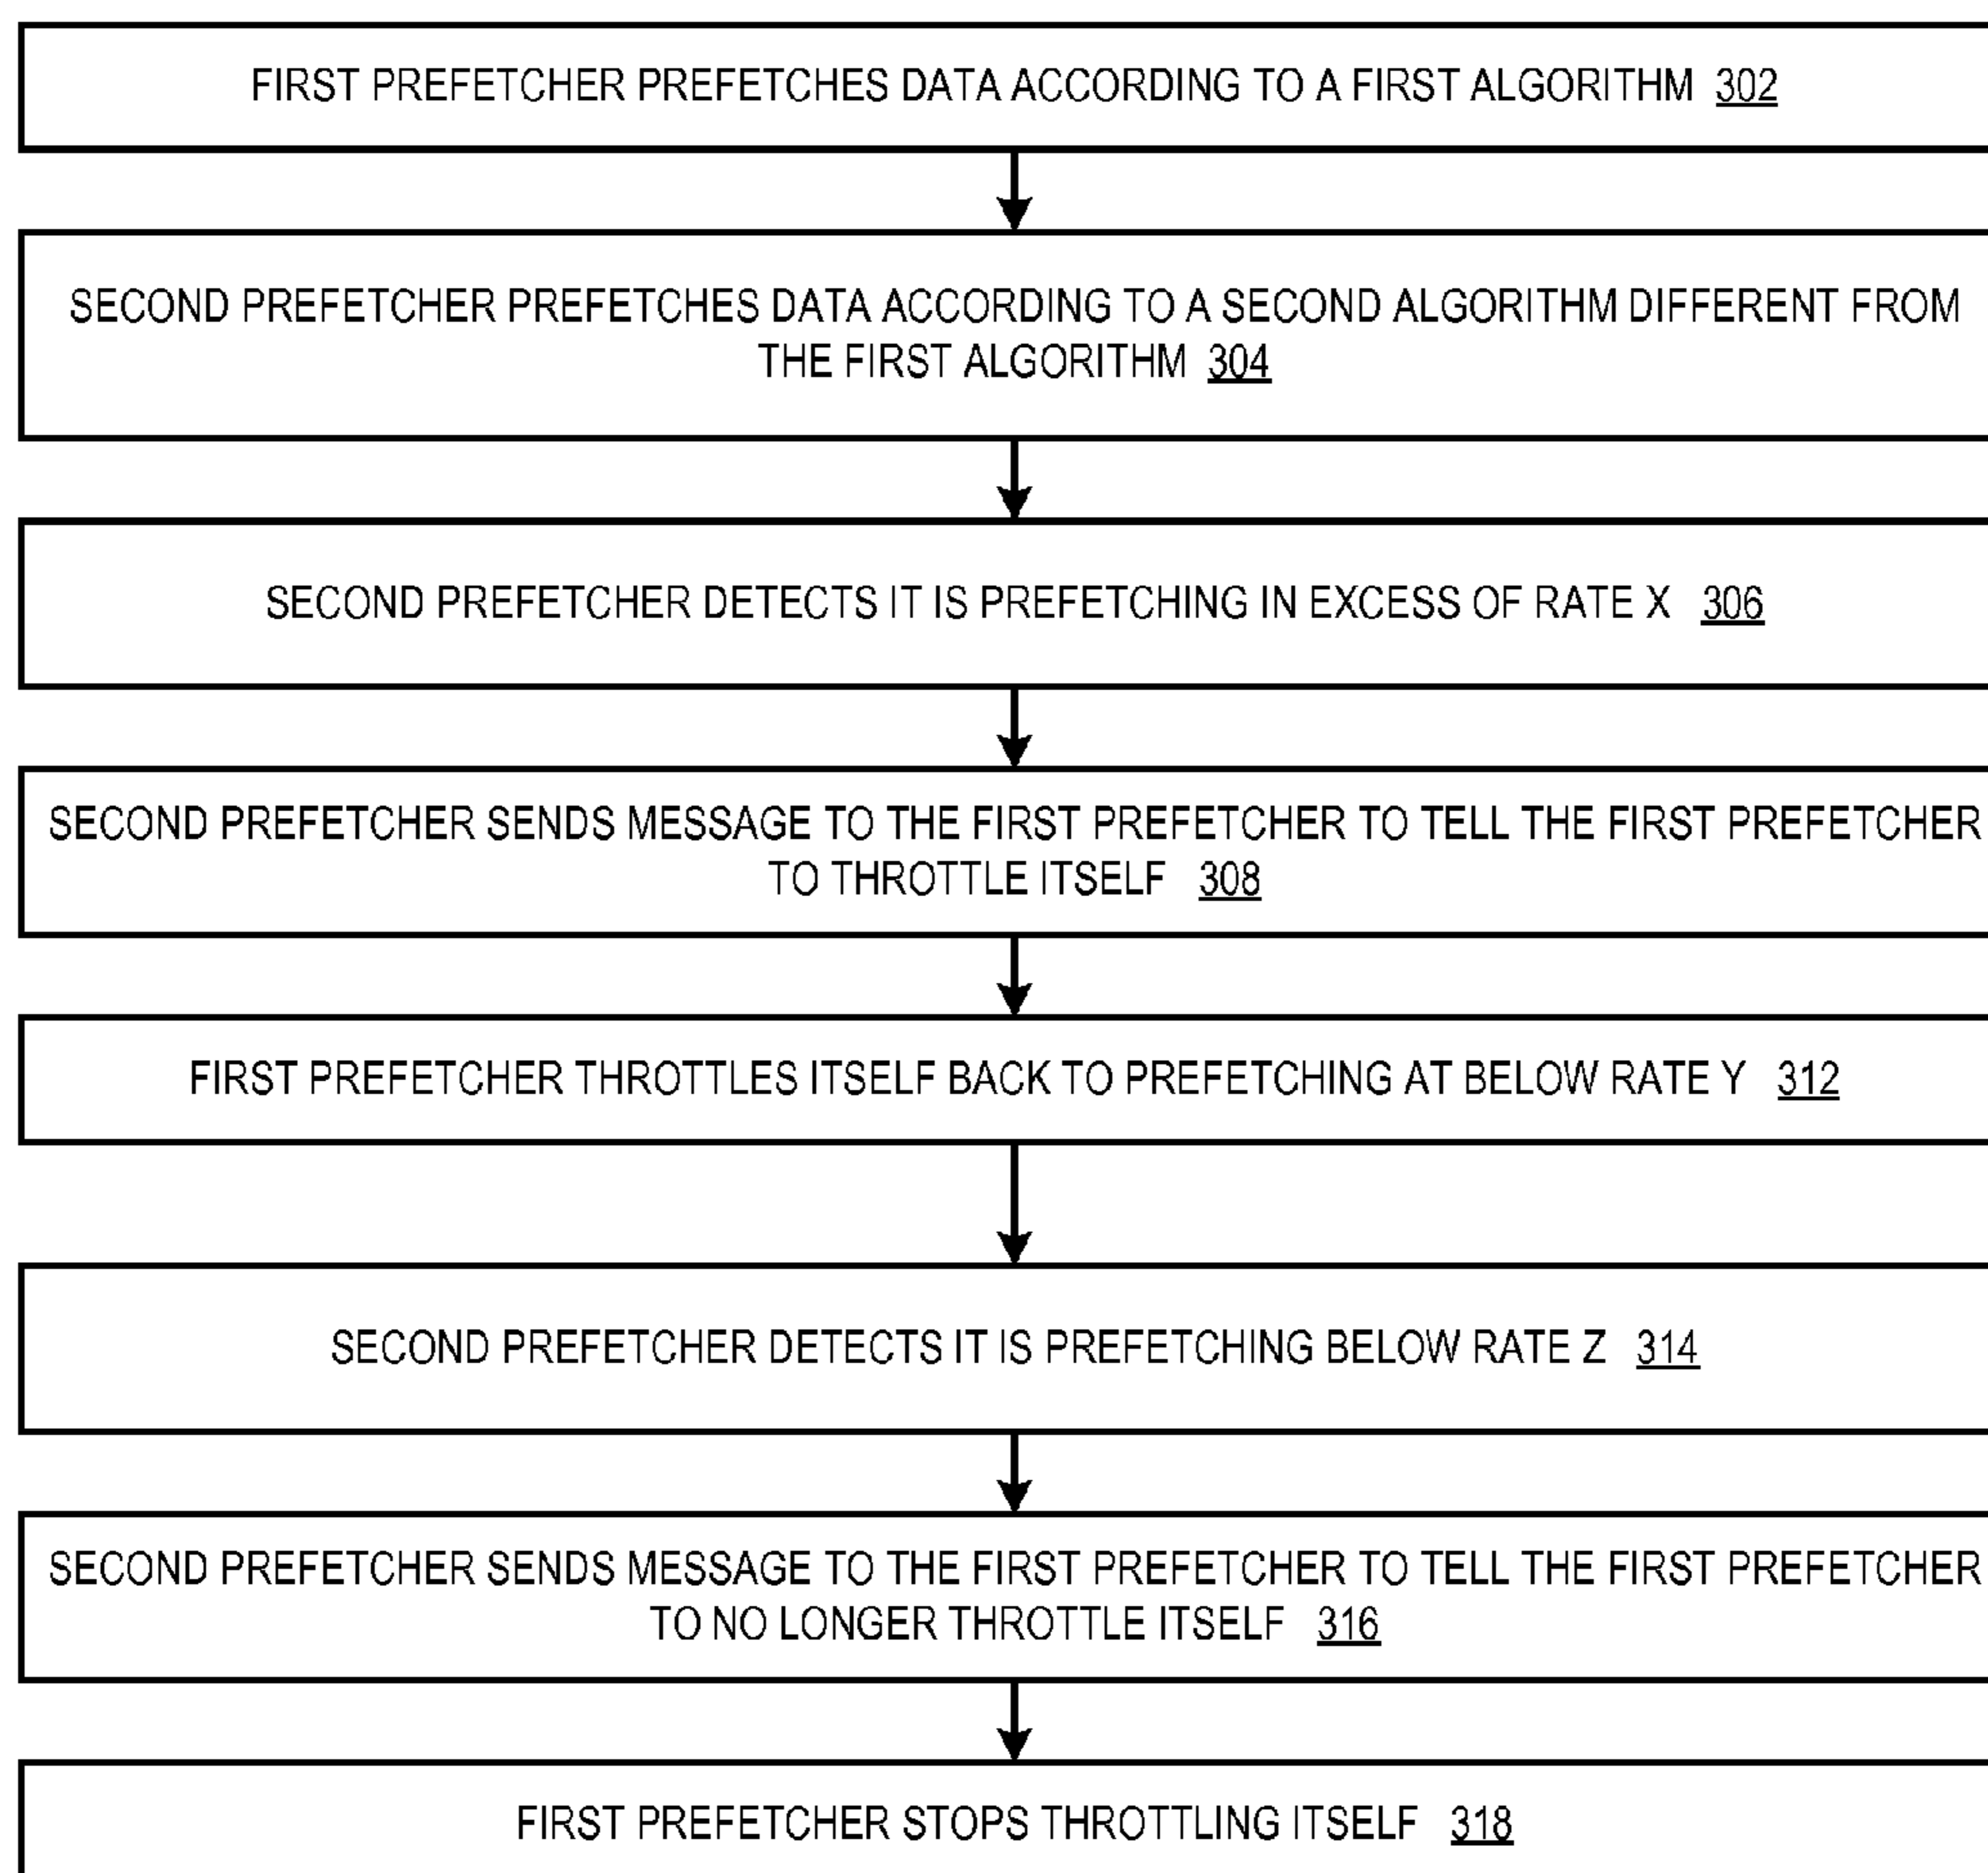 FIRST PREFETCHER PREFETCHES DATA ACCORDING TO A FIRST ALGORITHM 302
SECOND PREFETCHER PREFETCHES DATA ACCORDING TO A SECOND ALGORITHM DIFFERENT FROM
THE FIRST ALGORITHM 304
SECOND PREFETCHER DETECTS IT IS PREFETCHING IN EXCESS OF RATE X 306
SECOND PREFETCHER SENDS MESSAGE TO THE FIRST PREFETCHER TO TELL THE FIRST PREFETCHER
TO THROTTLE ITSELF 308
FIRST PREFETCHER THROTTLES ITSELF BACK TO PREFETCHING AT BELOW RATE Y 312
SECOND PREFETCHER DETECTS IT IS PREFETCHING BELOW RATE Z 314
SECOND PREFETCHER SENDS MESSAGE TO THE FIRST PREFETCHER TO TELL THE FIRST PREFETCHER
TO NO LONGER THROTTLE ITSELF 316
FIRST PREFETCHER STOPS THROTTLING ITSELF 318